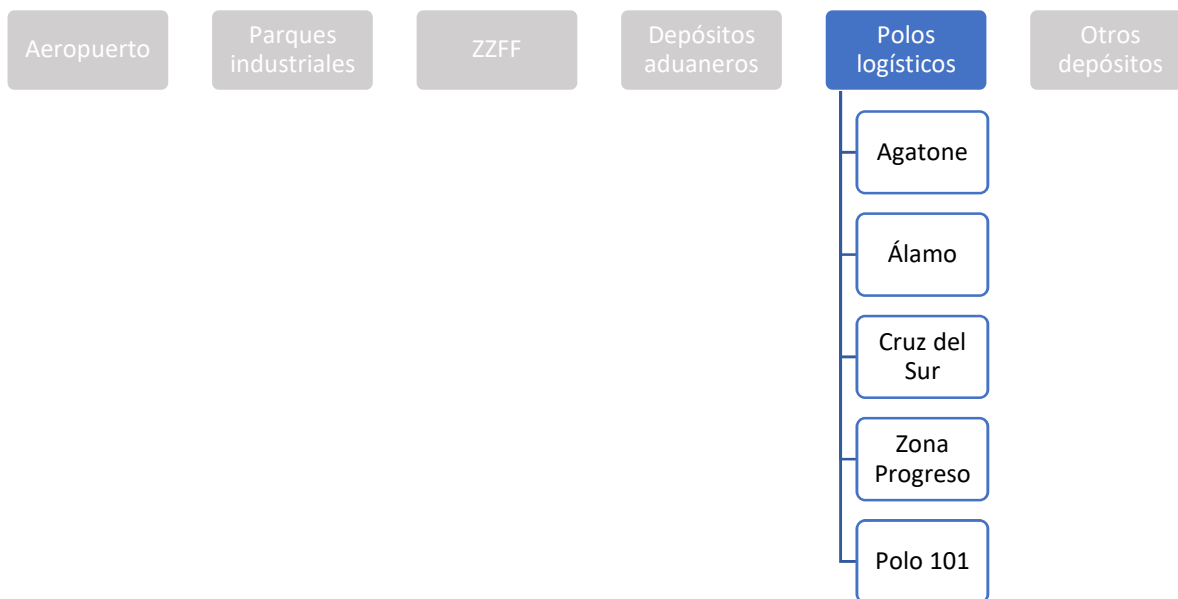 Aeropuerto
Parques
industriales
ZZFF
Depósitos
aduaneros
Polos
logísticos
Otros
depósitos
Agatone
Álamo
Cruz del
Sur
Zona
Progreso
Polo 101